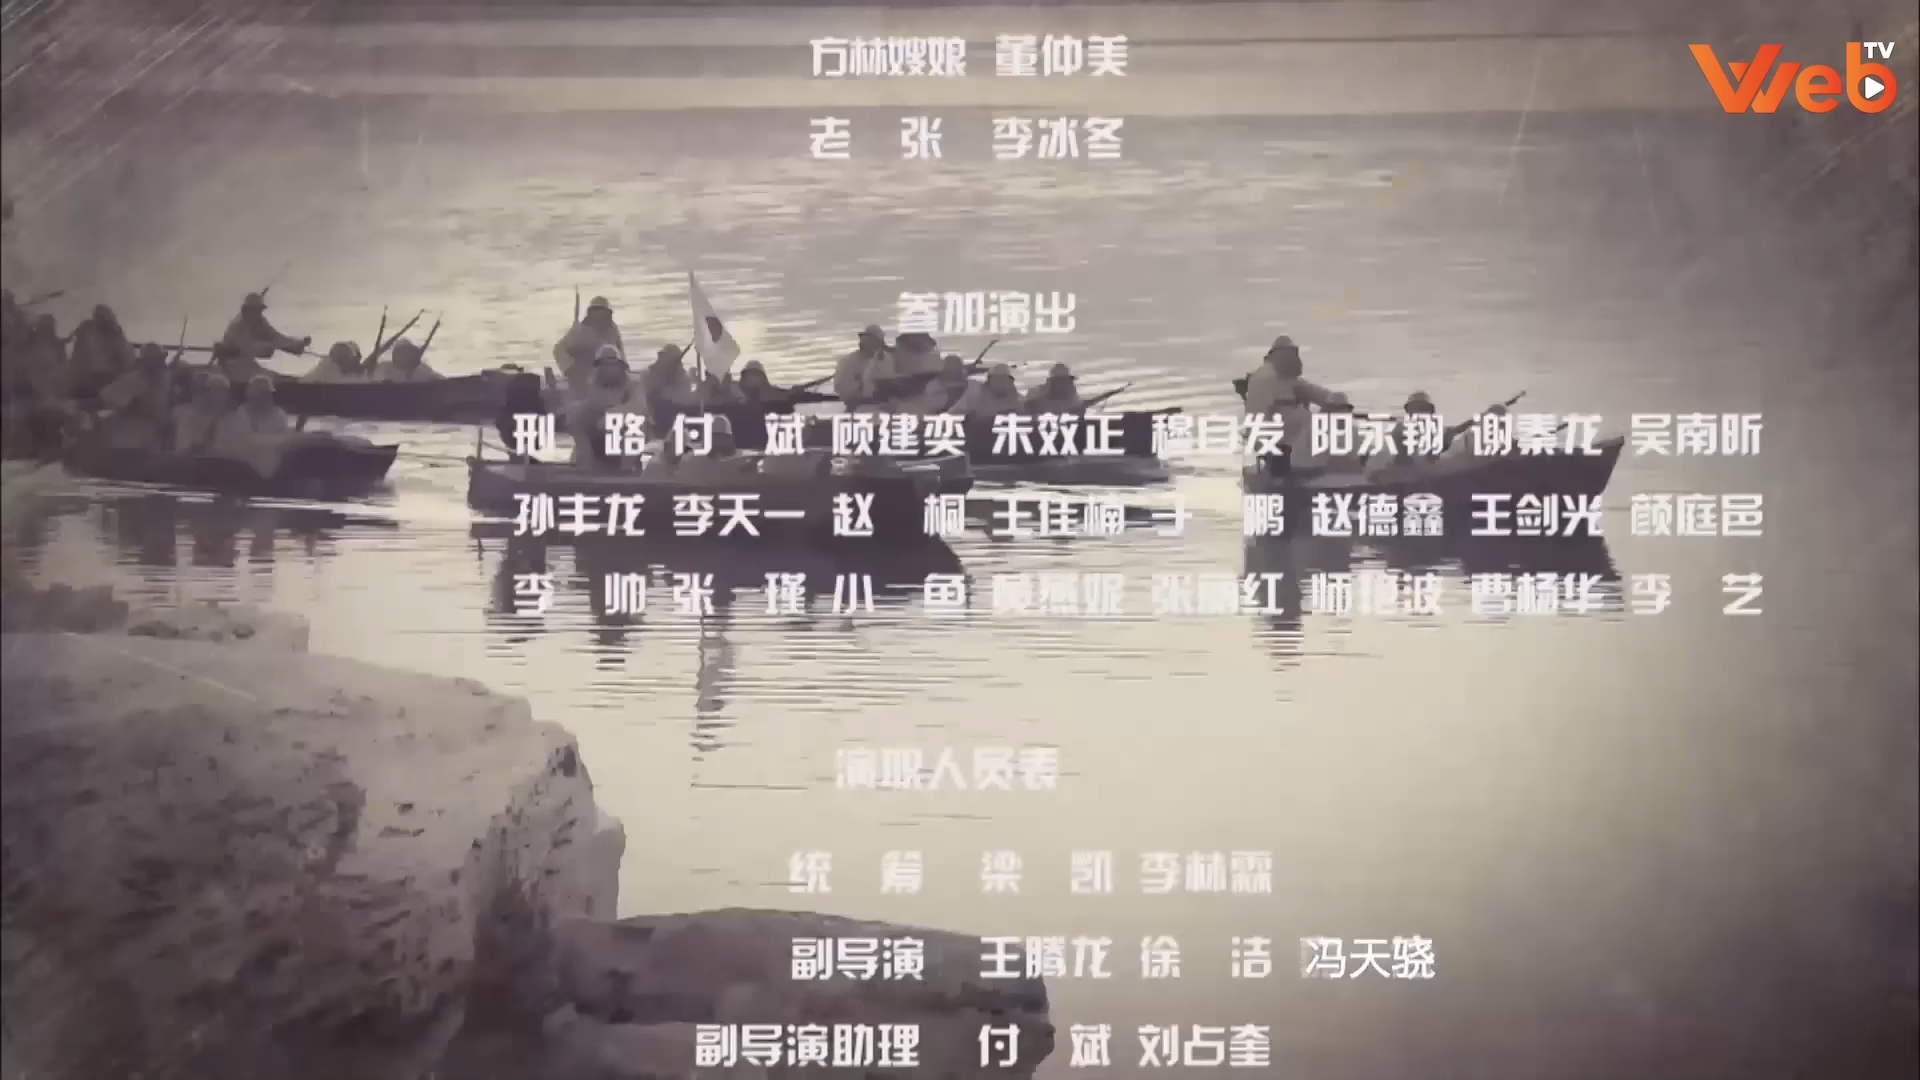 Web TV
方林嫂娘 董仲美
老 张 李冰冬
参加演出
邢 路 付 斌 顾建奕 朱效正 穆自发 阳永翔 谢秦龙 吴南昕
孙丰龙 李天一 赵 桐 王佳楠 于 鹏 赵德鑫 王剑光 颜庭邑
李 帅 张 瑾 小 鱼 黄燕妮 张丽红 师艳波 曹杨华 李 艺
演职人员表
统 筹 梁 凯 李林霖
副导演 王腾龙 徐 洁 冯天骁
副导演助理 付 斌 刘占奎